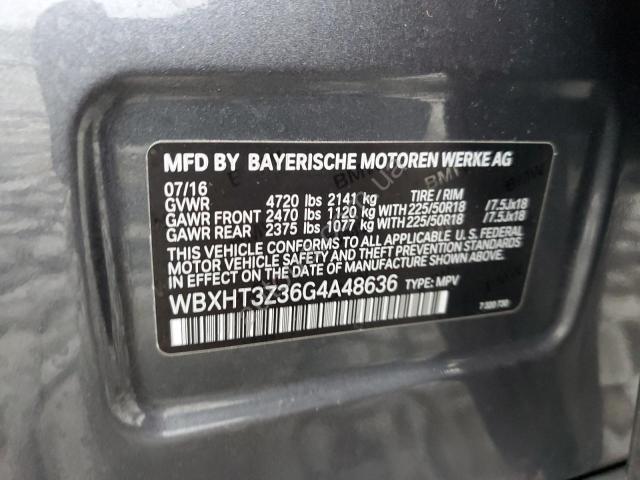 MFD BY BAYERISCHE MOTOREN WERKE AG
07/16
GVWR 4720 lbs 2141 kg TIRE / RIM
GAWR FRONT 2470 lbs 1120 kg WITH 225/50R18 /7.5Jx18
GAWR REAR 2375 lbs 1077 kg WITH 225/50R18 /7.5Jx18
THIS VEHICLE CONFORMS TO ALL APPLICABLE U.S. FEDERAL
MOTOR VEHICLE SAFETY AND THEFT PREVENTION STANDARDS
IN EFFECT ON THE DATE OF MANUFACTURE SHOWN ABOVE.
WBXHT3Z36G4A48636 TYPE: MPV